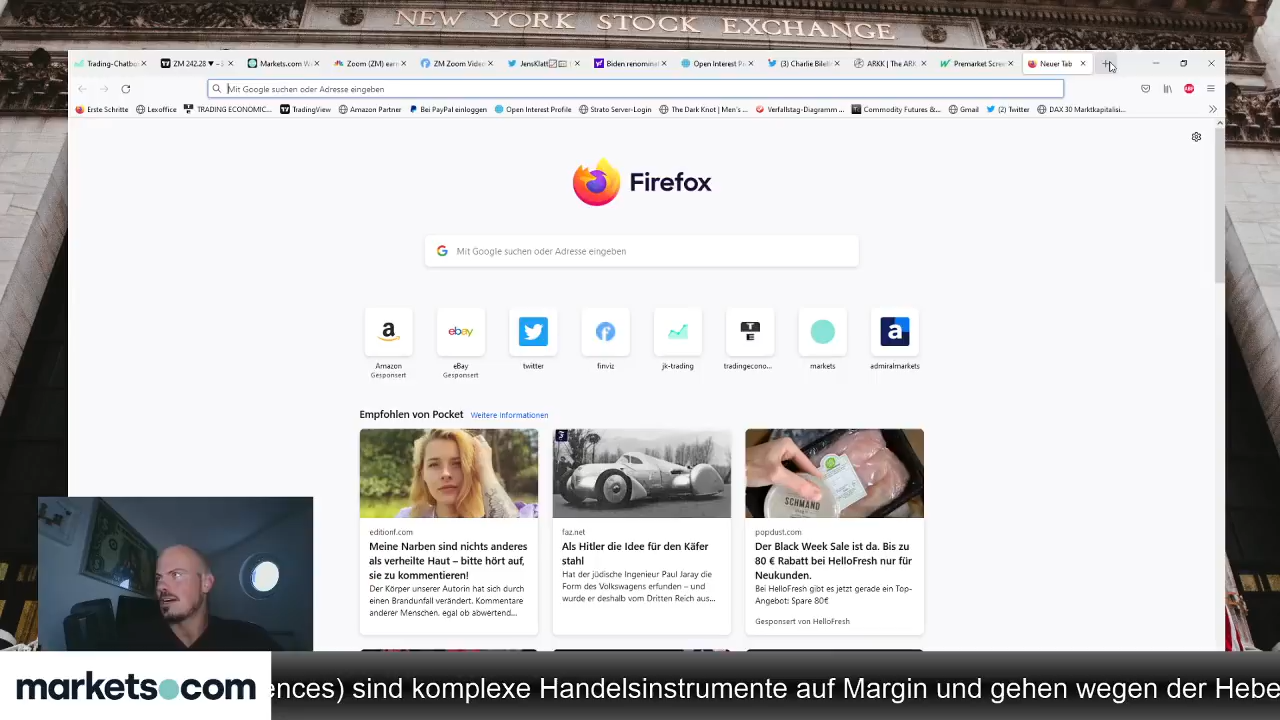 NEW YORK STOCK EXCHANGE
Trading-Chatbo
ZM 242.28 ▼ −
Markets.com W
Zoom (ZM) earn
ZM Zoom Video
JensKlatt
Biden renominat
Open Interest P
(3) Charlie Bilell
ARKK | The ARK
Premarket Scree
Neuer Tab
Mit Google suchen oder Adresse eingeben
Erste Schritte
Lexoffice
TRADING ECONOMIC...
TradingView
Amazon Partner
Bei PayPal einloggen
Open Interest Profile
Strato Server-Login
The Dark Knot | Men's ...
Verfallstag-Diagramm ...
Commodity Futures &...
Gmail
(2) Twitter
DAX 30 Marktkapitalisi...
Firefox
Mit Google suchen oder Adresse eingeben
a
ebay
T
E
a
Amazon
Gesponsert
eBay
Gesponsert
twitter
finviz
jk-trading
tradingecono...
markets
admiralmarkets
Empfohlen von Pocket Weitere Informationen
SCHMAND
editionf.com
Meine Narben sind nichts anderes
als verheilte Haut – bitte hört auf,
sie zu kommentieren!
Der Körper unserer Autorin hat sich durch
einen Brandunfall verändert. Kommentare
anderer Menschen, egal ob abwertend...
faz.net
Als Hitler die Idee für den Käfer
stahl
Hat der jüdische Ingenieur Paul Jaray die
Form des Volkswagens erfunden – und
wurde er deshalb vom Dritten Reich aus...
popdust.com
Der Black Week Sale ist da. Bis zu
80 € Rabatt bei HelloFresh nur für
Neukunden.
Bei HelloFresh gibt es jetzt gerade ein Top-
Angebot: Spare 80€
Gesponsert von HelloFresh
markets.com
ences) sind komplexe Handelsinstrumente auf Margin und gehen wegen der Hebe